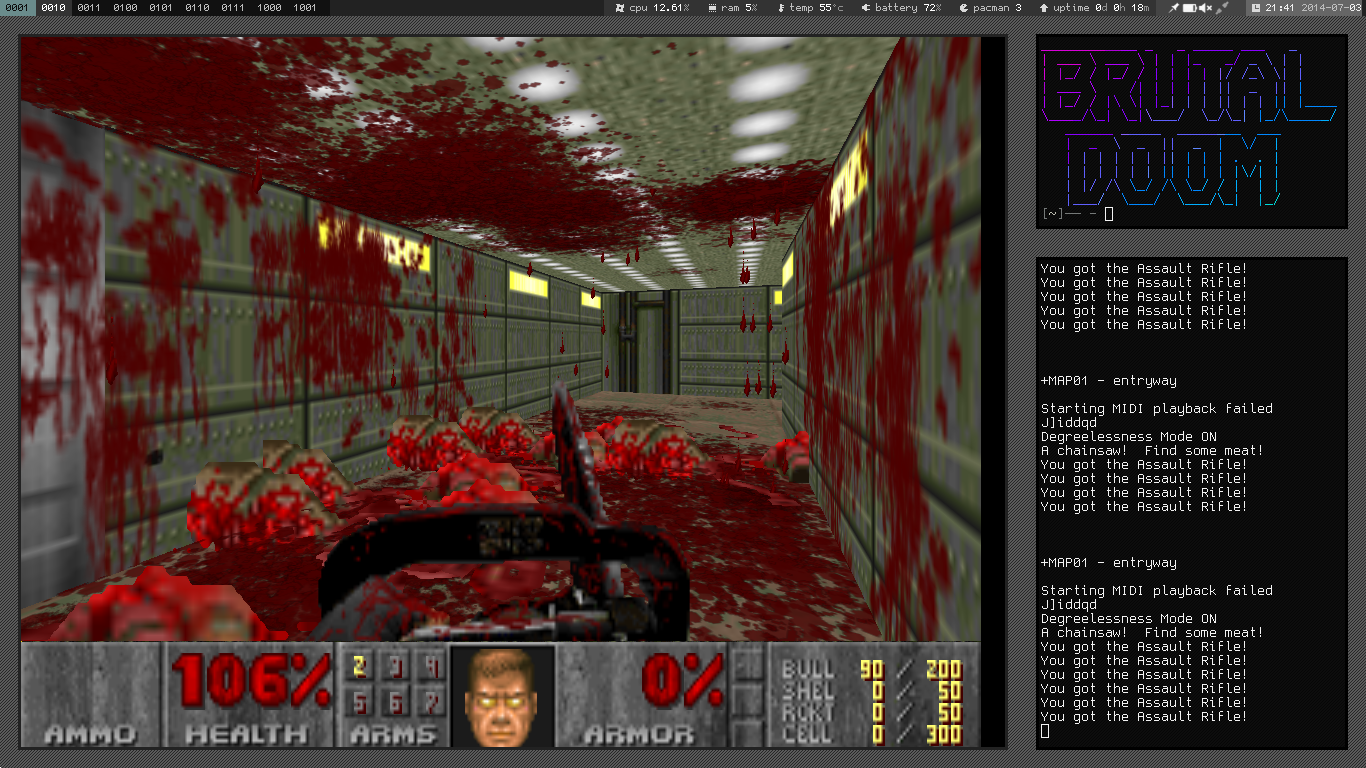 0001 0010 0011 0100 0101 0110 0111 1000 1001
cpu 12.61% ram 5% temp 55°c battery 72% pacman 3 uptime 0d 0h 18m 21:41 2014-07-03
BRUTAL
DOOM
[~]── -
You got the Assault Rifle!
You got the Assault Rifle!
You got the Assault Rifle!
You got the Assault Rifle!
You got the Assault Rifle!
+MAP01 - entryway
Starting MIDI playback failed
J]iddqd
Degreelessness Mode ON
A chainsaw!  Find some meat!
You got the Assault Rifle!
You got the Assault Rifle!
You got the Assault Rifle!
You got the Assault Rifle!
+MAP01 - entryway
Starting MIDI playback failed
J]iddqd
Degreelessness Mode ON
A chainsaw!  Find some meat!
You got the Assault Rifle!
You got the Assault Rifle!
You got the Assault Rifle!
You got the Assault Rifle!
You got the Assault Rifle!
You got the Assault Rifle!
106% 2 3 4 0%
5 6 7
AMMO HEALTH ARMS ARMOR
BULL 90 / 200
SHEL 0 / 50
RCKT 0 / 50
CELL 0 / 300